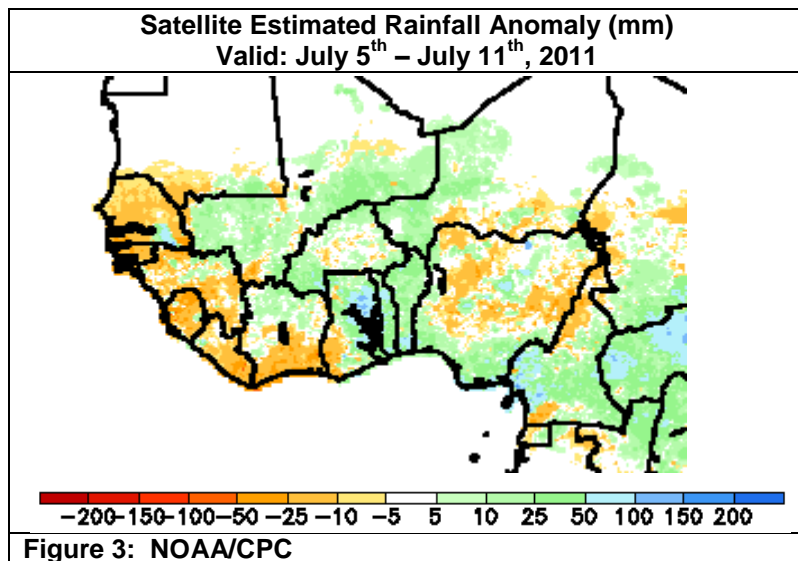 Satellite Estimated Rainfall Anomaly (mm)
Valid: July 5th – July 11th, 2011
−200−150−100−50 −25 −10 −5 5 10 25 50 100 150 200
Figure 3: NOAA/CPC